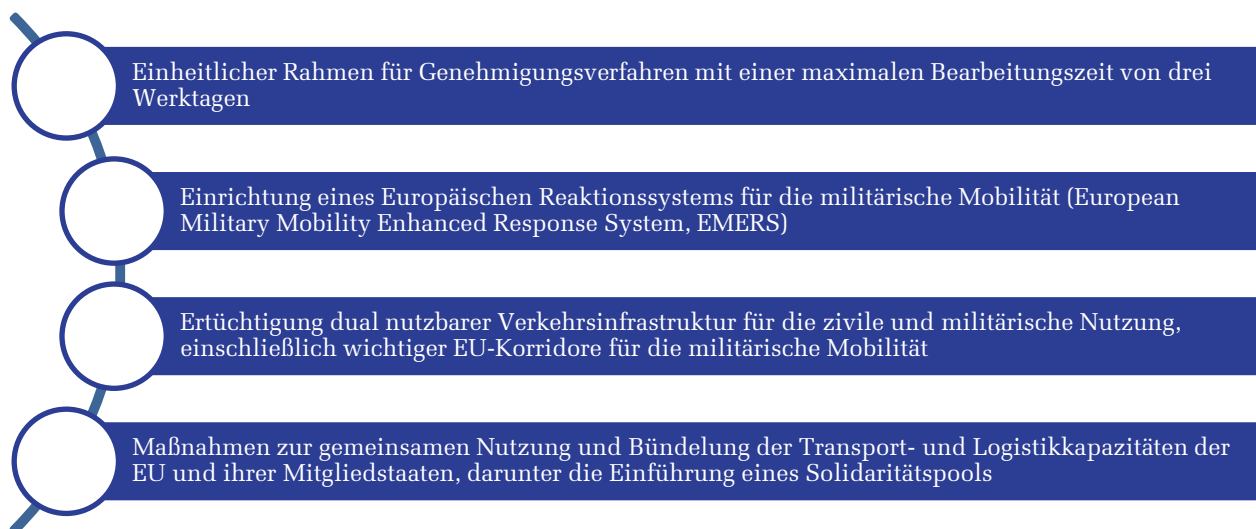 Einheitlicher Rahmen für Genehmigungsverfahren mit einer maximalen Bearbeitungszeit von drei
Werktagen
Einrichtung eines Europäischen Reaktionssystems für die militärische Mobilität (European
Military Mobility Enhanced Response System, EMERS)
Ertüchtigung dual nutzbarer Verkehrsinfrastruktur für die zivile und militärische Nutzung,
einschließlich wichtiger EU-Korridore für die militärische Mobilität
Maßnahmen zur gemeinsamen Nutzung und Bündelung der Transport- und Logistikkapazitäten der
EU und ihrer Mitgliedstaaten, darunter die Einführung eines Solidaritätspools